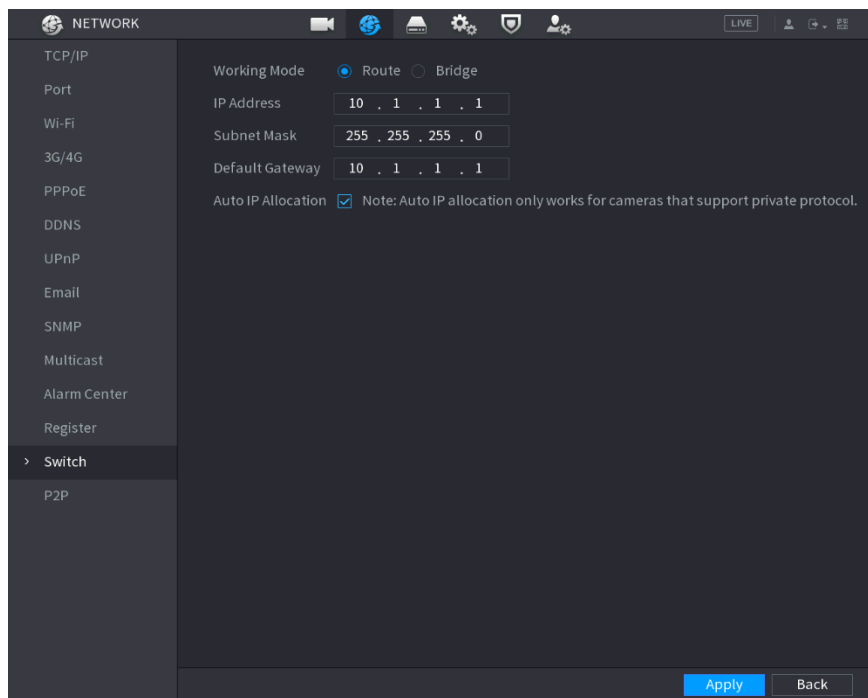 NETWORK
LIVE
TCP/IP
Port
Wi-Fi
3G/4G
PPPoE
DDNS
UPnP
Email
SNMP
Multicast
Alarm Center
Register
> Switch
P2P
Working Mode Route Bridge
IP Address 10 . 1 . 1 . 1
Subnet Mask 255 . 255 . 255 . 0
Default Gateway 10 . 1 . 1 . 1
Auto IP Allocation Note: Auto IP allocation only works for cameras that support private protocol.
Apply Back